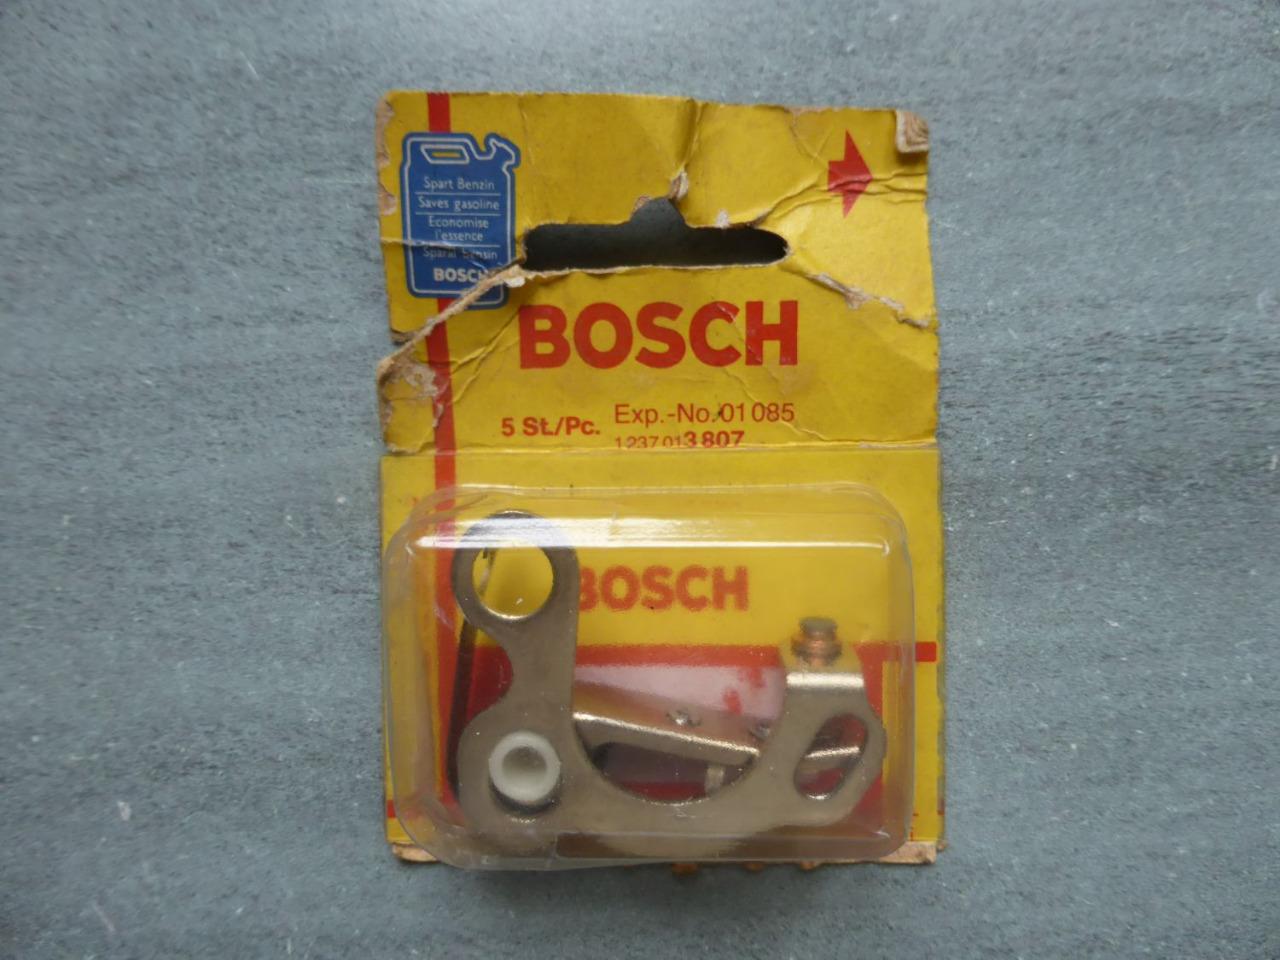 Spart Benzin
Saves gasoline
Economise
l'essence
Sparar bensin
BOSCH
BOSCH
5 St./Pc. Exp.-No. 01 085
1 237 013 807
BOSCH